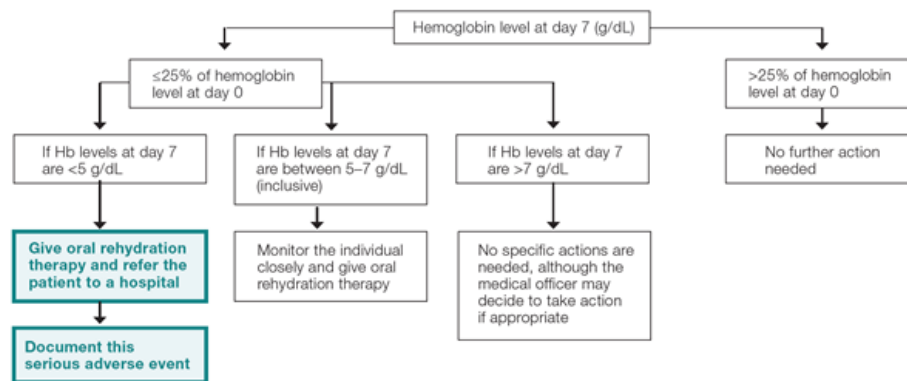 Hemoglobin level at day 7 (g/dL)
≤25% of hemoglobin
level at day 0
>25% of hemoglobin
level at day 0
If Hb levels at day 7
are <5 g/dL
If Hb levels at day 7
are between 5–7 g/dL
(inclusive)
If Hb levels at day 7
are >7 g/dL
No further action
needed
Give oral rehydration
therapy and refer the
patient to a hospital
Monitor the individual
closely and give oral
rehydration therapy
No specific actions are
needed, although the
medical officer may
decide to take action
if appropriate
Document this
serious adverse event